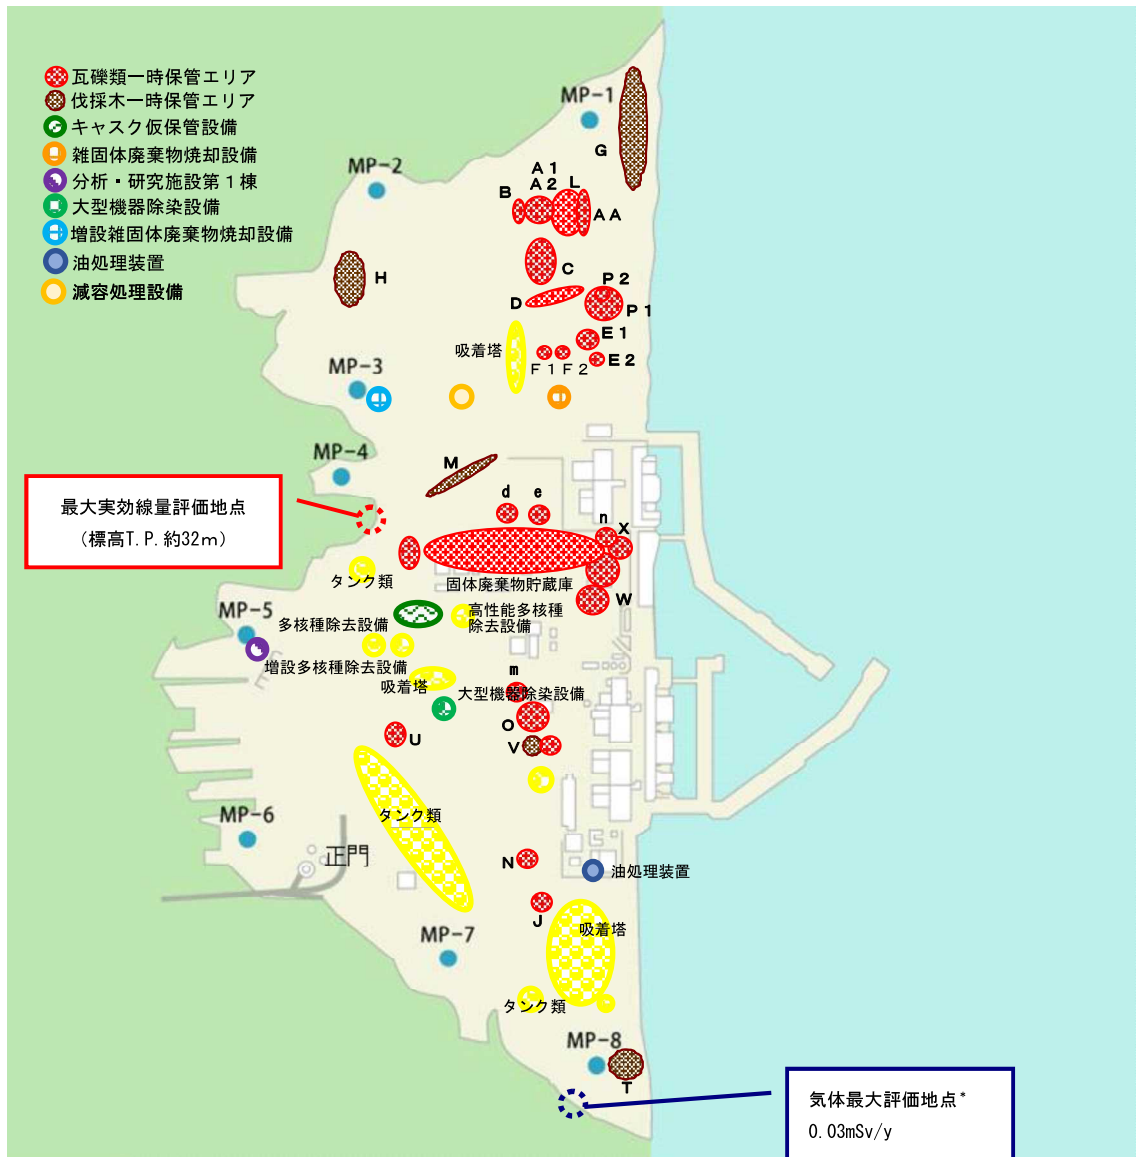 瓦礫類一時保管エリア
伐採木一時保管エリア
キャスク仮保管設備
雑固体廃棄物焼却設備
分析・研究施設第１棟
大型機器除染設備
増設雑固体廃棄物焼却設備
油処理装置
減容処理設備
MP-1
G
MP-2
A1
A2
L
B
AA
H
C
P2
D
P1
E1
吸着塔
F1
F2
E2
MP-3
MP-4
M
d
e
最大実効線量評価地点
（標高T.P.約32m）
n
X
タンク類
固体廃棄物貯蔵庫
W
MP-5
多核種除去設備
高性能多核種
除去設備
増設多核種除去設備
吸着塔
m
大型機器除染設備
O
U
V
タンク類
MP-6
正門
N
油処理装置
J
吸着塔
MP-7
タンク類
MP-8
T
気体最大評価地点*
0.03mSv/y